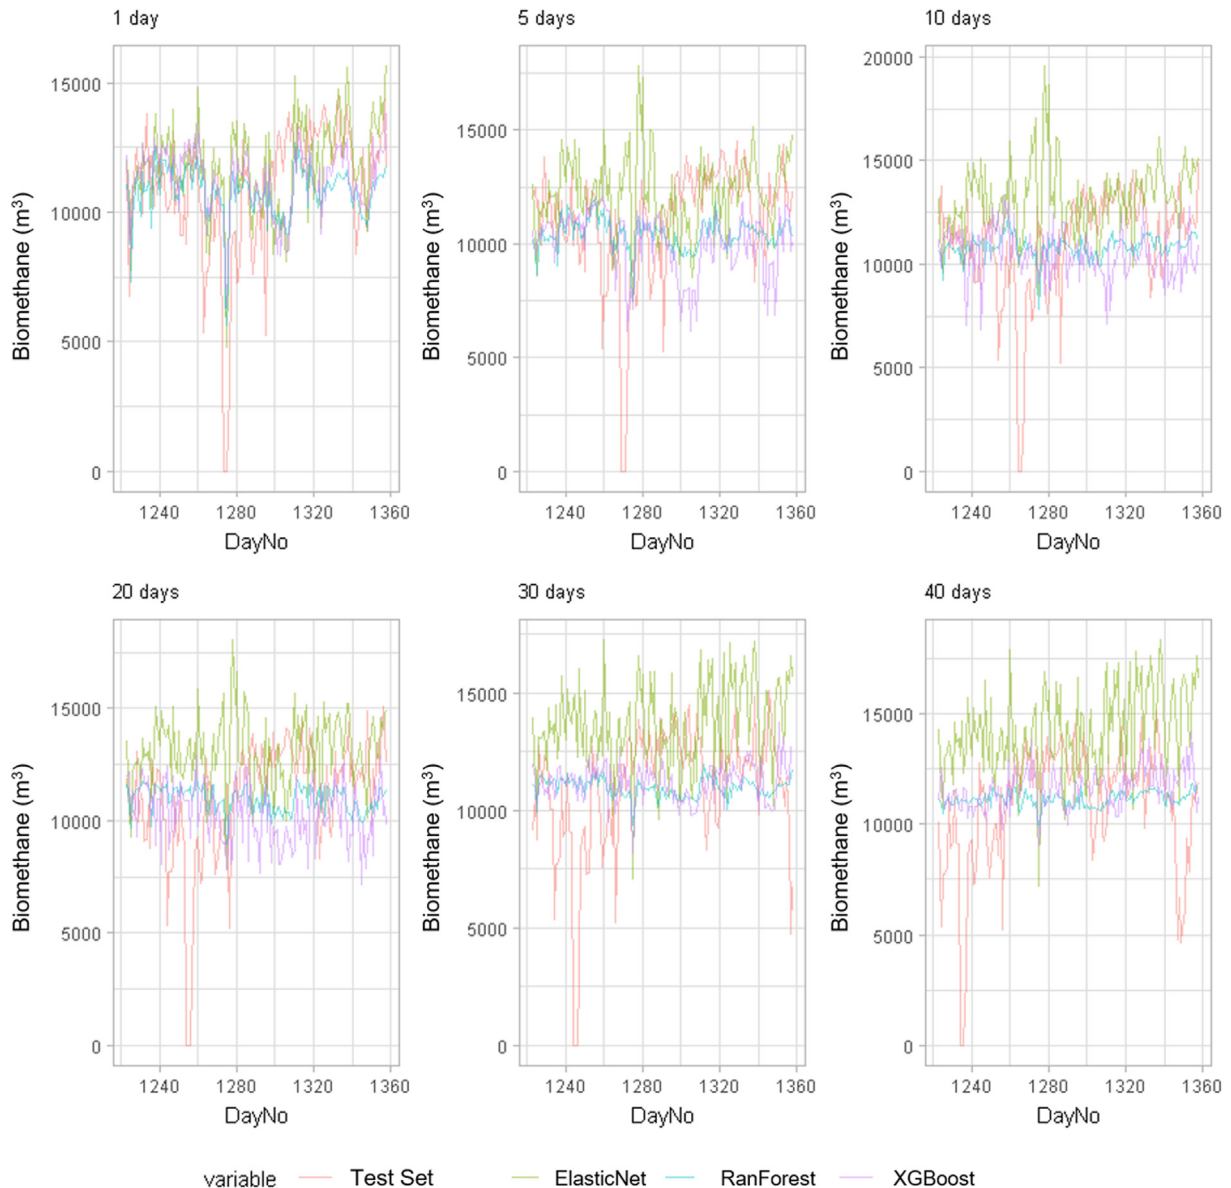 1 day
5 days
10 days
15000
10000
5000
0
Biomethane (m³)
1240 1280 1320 1360
DayNo
15000
10000
5000
0
Biomethane (m³)
1240 1280 1320 1360
DayNo
20000
15000
10000
5000
0
Biomethane (m³)
1240 1280 1320 1360
DayNo
20 days
30 days
40 days
15000
10000
5000
0
Biomethane (m³)
1240 1280 1320 1360
DayNo
15000
10000
5000
0
Biomethane (m³)
1240 1280 1320 1360
DayNo
15000
10000
5000
0
Biomethane (m³)
1240 1280 1320 1360
DayNo
variable Test Set ElasticNet RanForest XGBoost